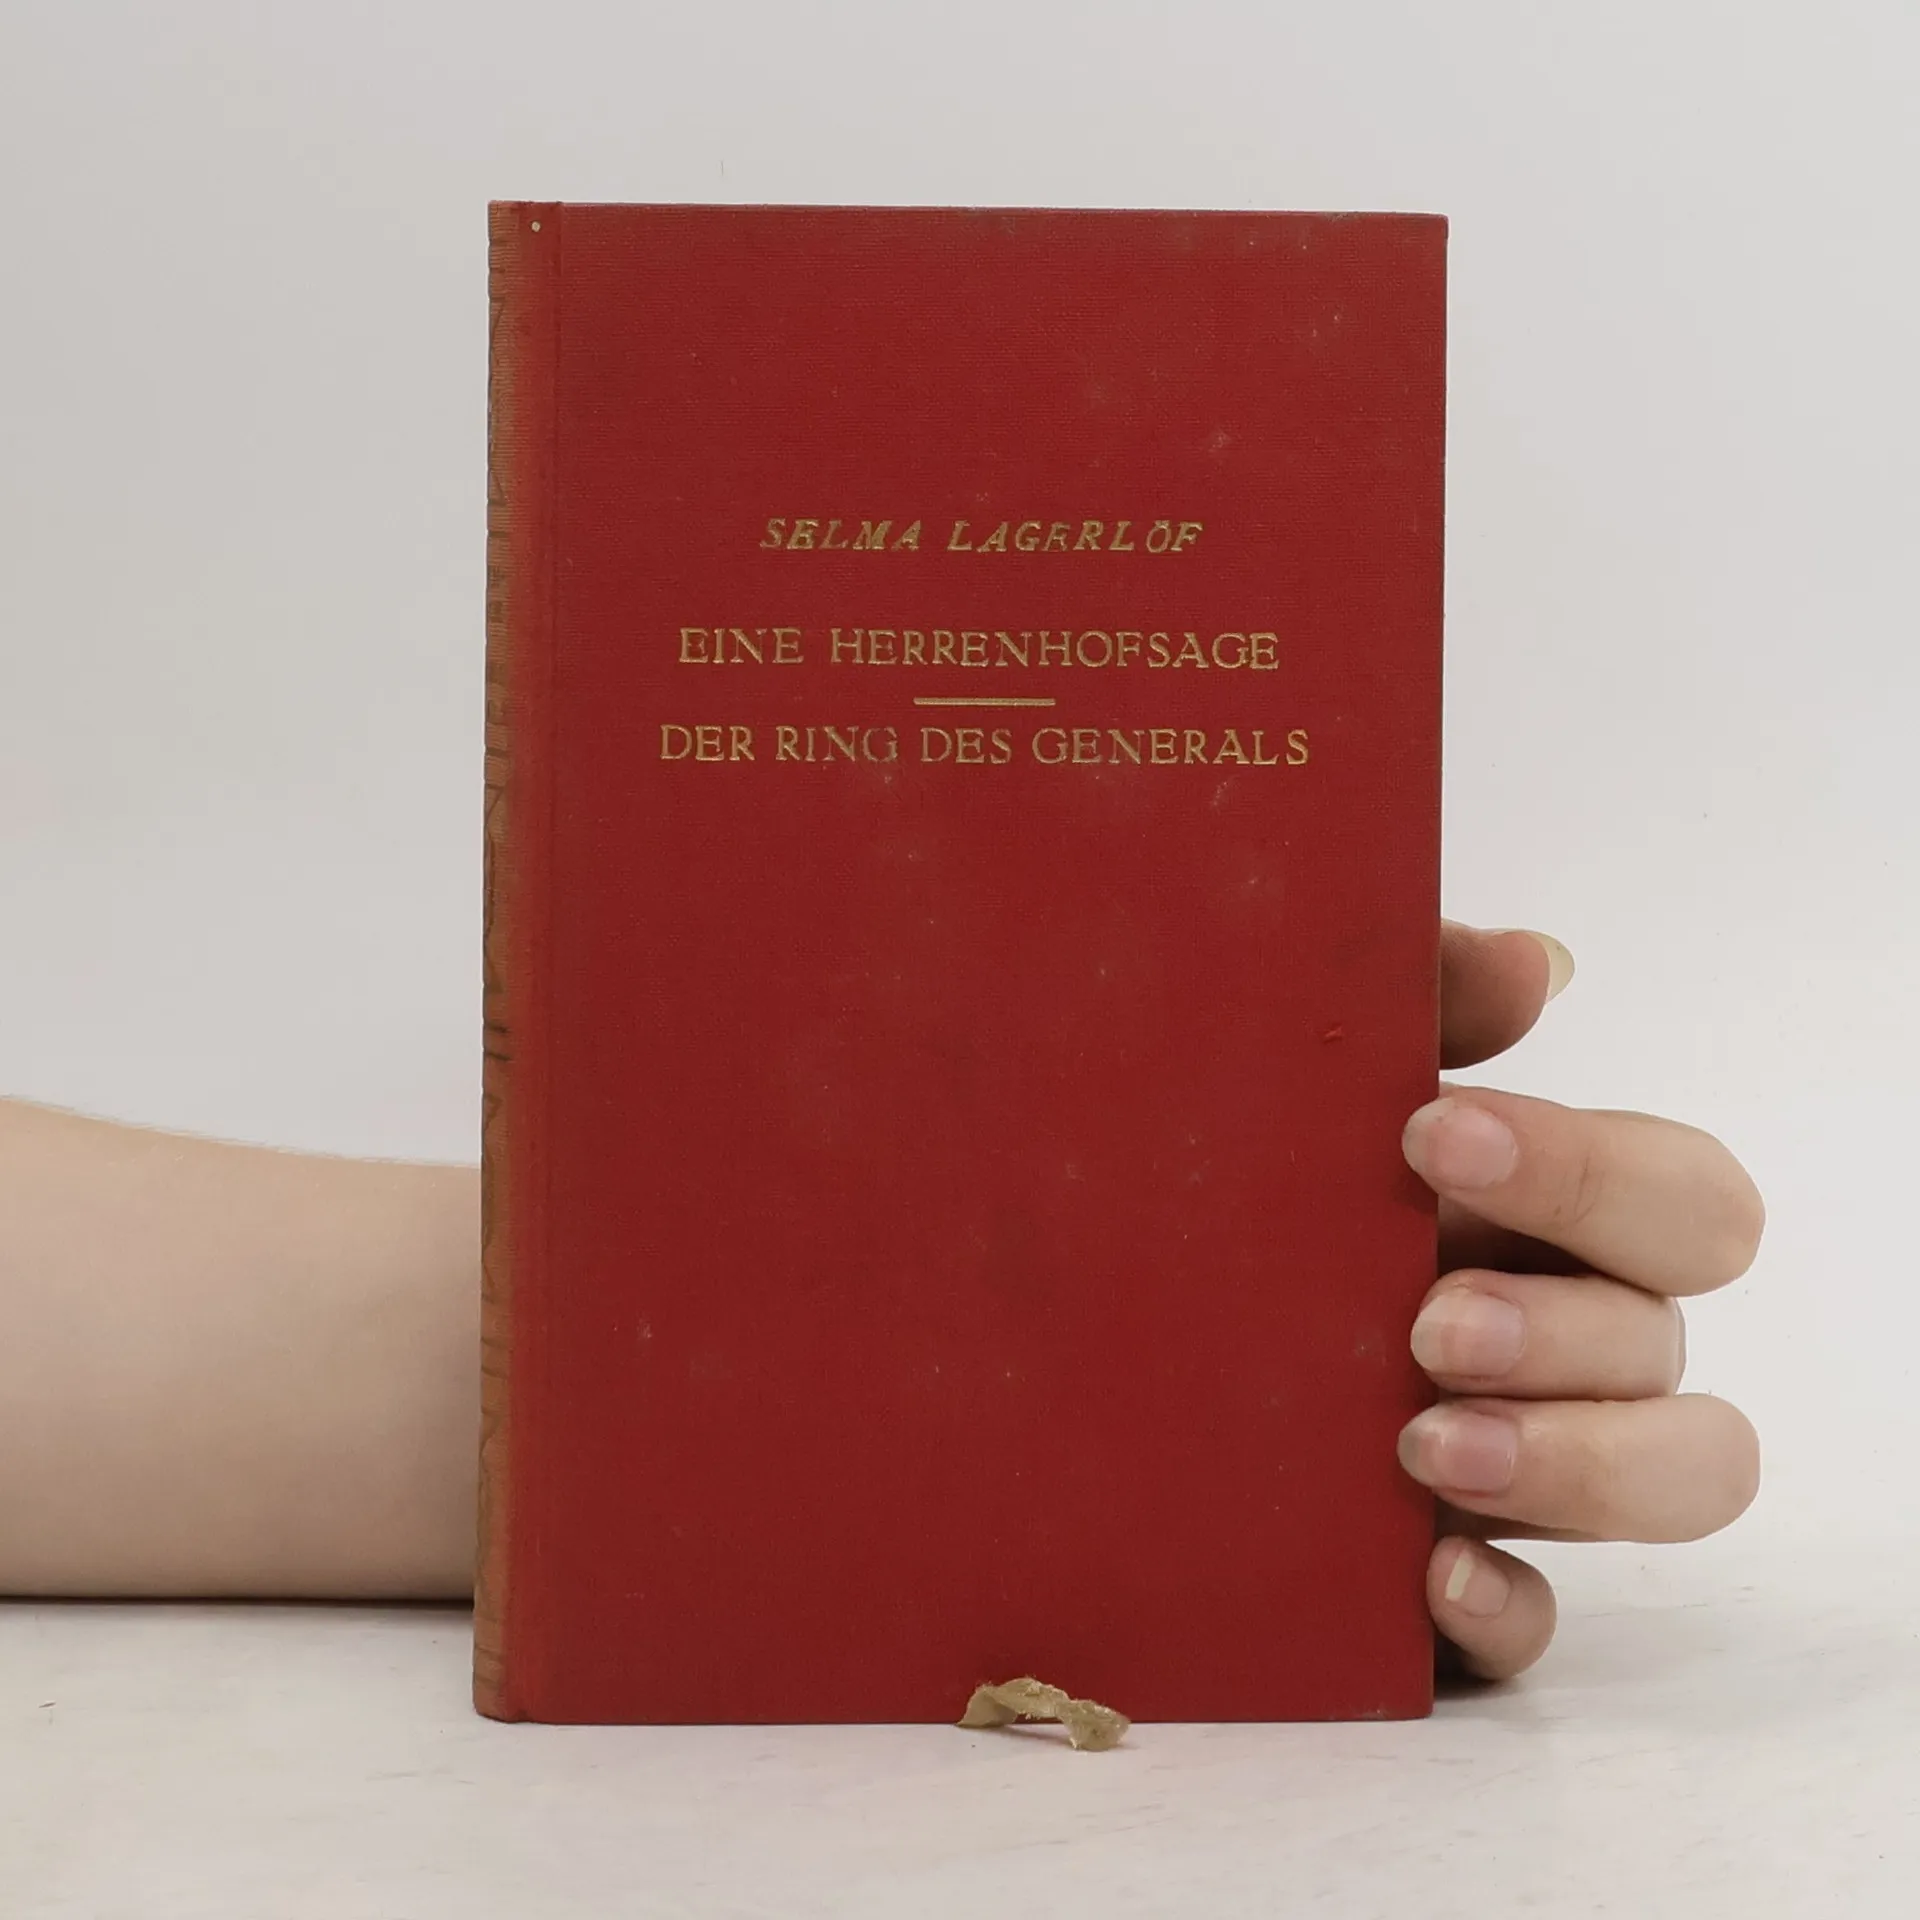 SELMA LAGERLÖF
EINE HERRENHOFSAGE
DER RING DES GENERALS